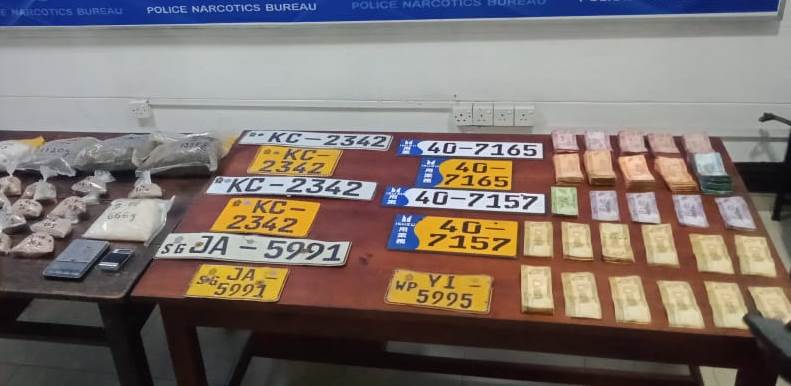 POLICE NARCOTICS BUREAU
POLICE NARCOTICS BUREAU
POLICE NARCOTICS BUREAU
KC-2342
KC-
2342
KC-2342
KC-
2342
SG JA-5991
SG JA
5991
40-7165
40-
7165
40-7157
ISUZU
40-
7157
WP YI-
5995